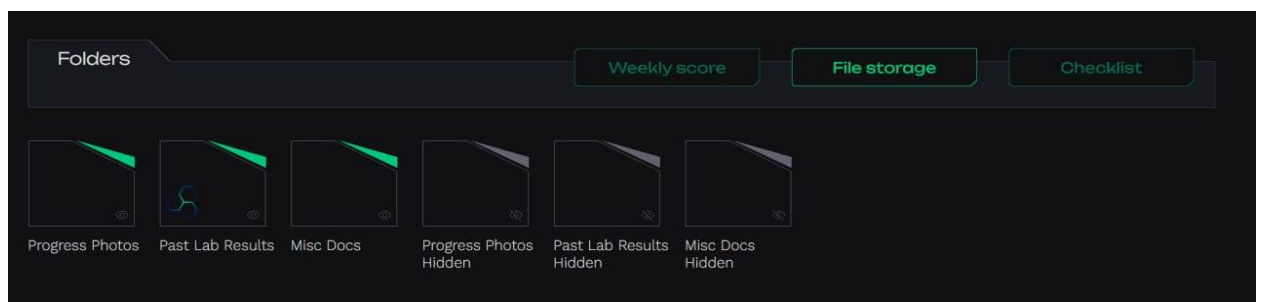 Folders
Weekly score
File storage
Checklist
Progress Photos
Past Lab Results
Misc Docs
Progress Photos
Hidden
Past Lab Results
Hidden
Misc Docs
Hidden